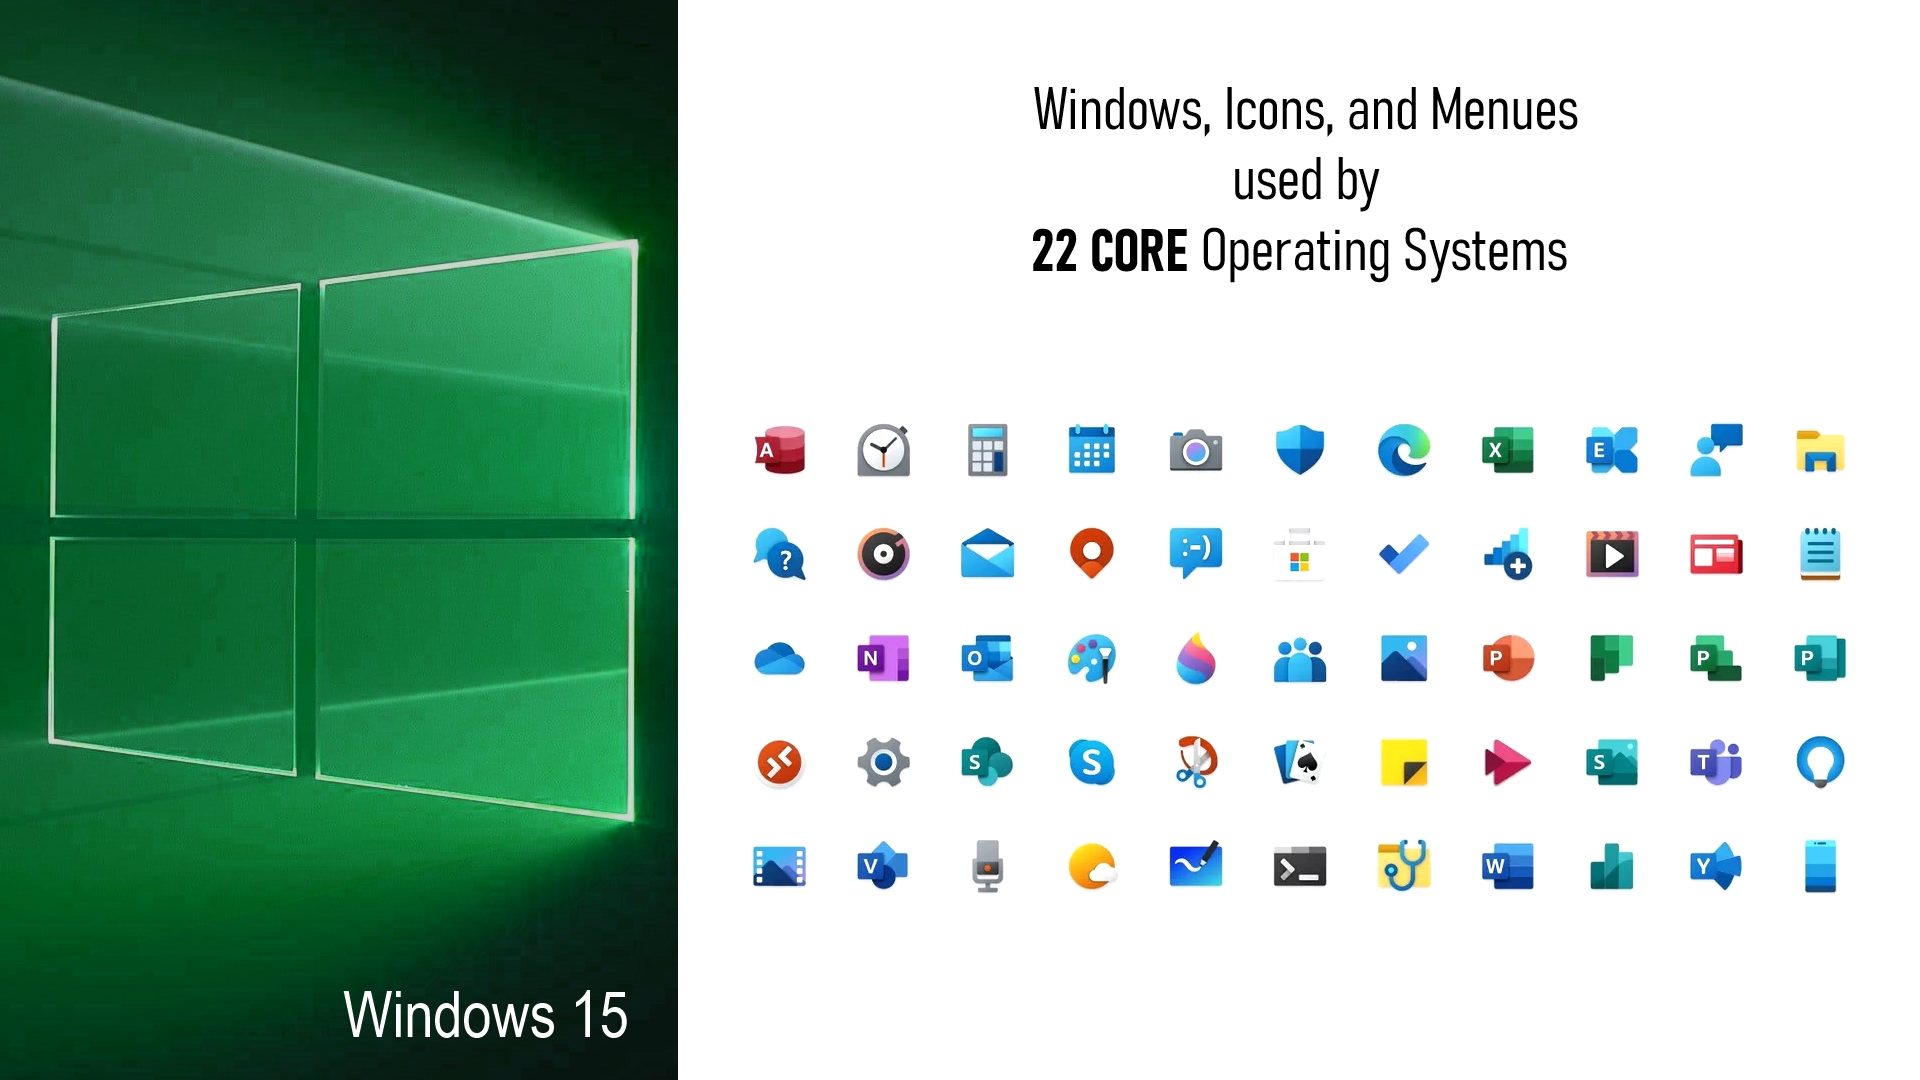 Windows, Icons, and Menues
used by
22 CORE Operating Systems
A
X
E
?
:-)
N
O
P
P
P
S
S
S
T
V
W
Y
Windows 15